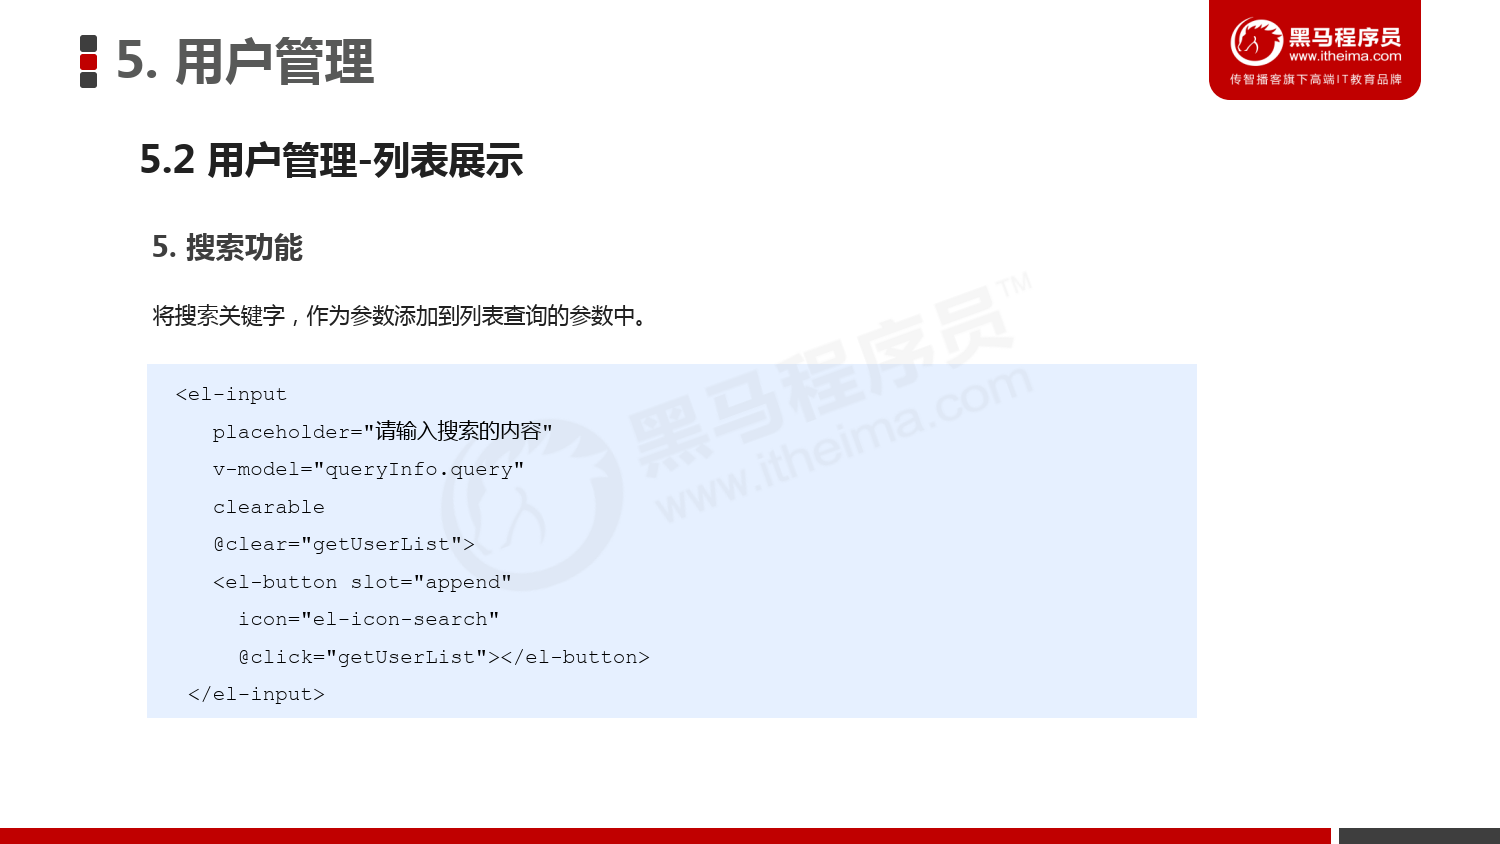 5. 用户管理
黑马程序员
www.itheima.com
传智播客旗下高端IT教育品牌
5.2 用户管理-列表展示
5. 搜索功能
将搜索关键字，作为参数添加到列表查询的参数中。
<el-input
placeholder="请输入搜索的内容"
v-model="queryInfo.query"
clearable
@clear="getUserList">
<el-button slot="append"
icon="el-icon-search"
@click="getUserList"></el-button>
</el-input>
黑马程序员™
www.itheima.com